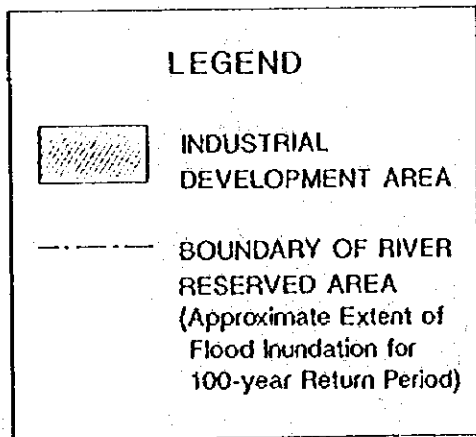 LEGEND
INDUSTRIAL
DEVELOPMENT AREA
BOUNDARY OF RIVER
RESERVED AREA
(Approximate Extent of
Flood Inundation for
100-year Return Period)